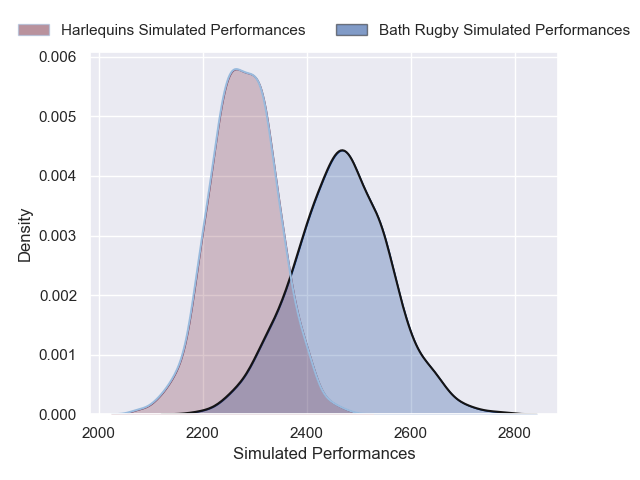 Harlequins Simulated Performances Bath Rugby Simulated Performances
0.006
0.005
0.004
0.003
0.002
0.001
0.000
Density
2000 2200 2400 2600 2800
Simulated Performances